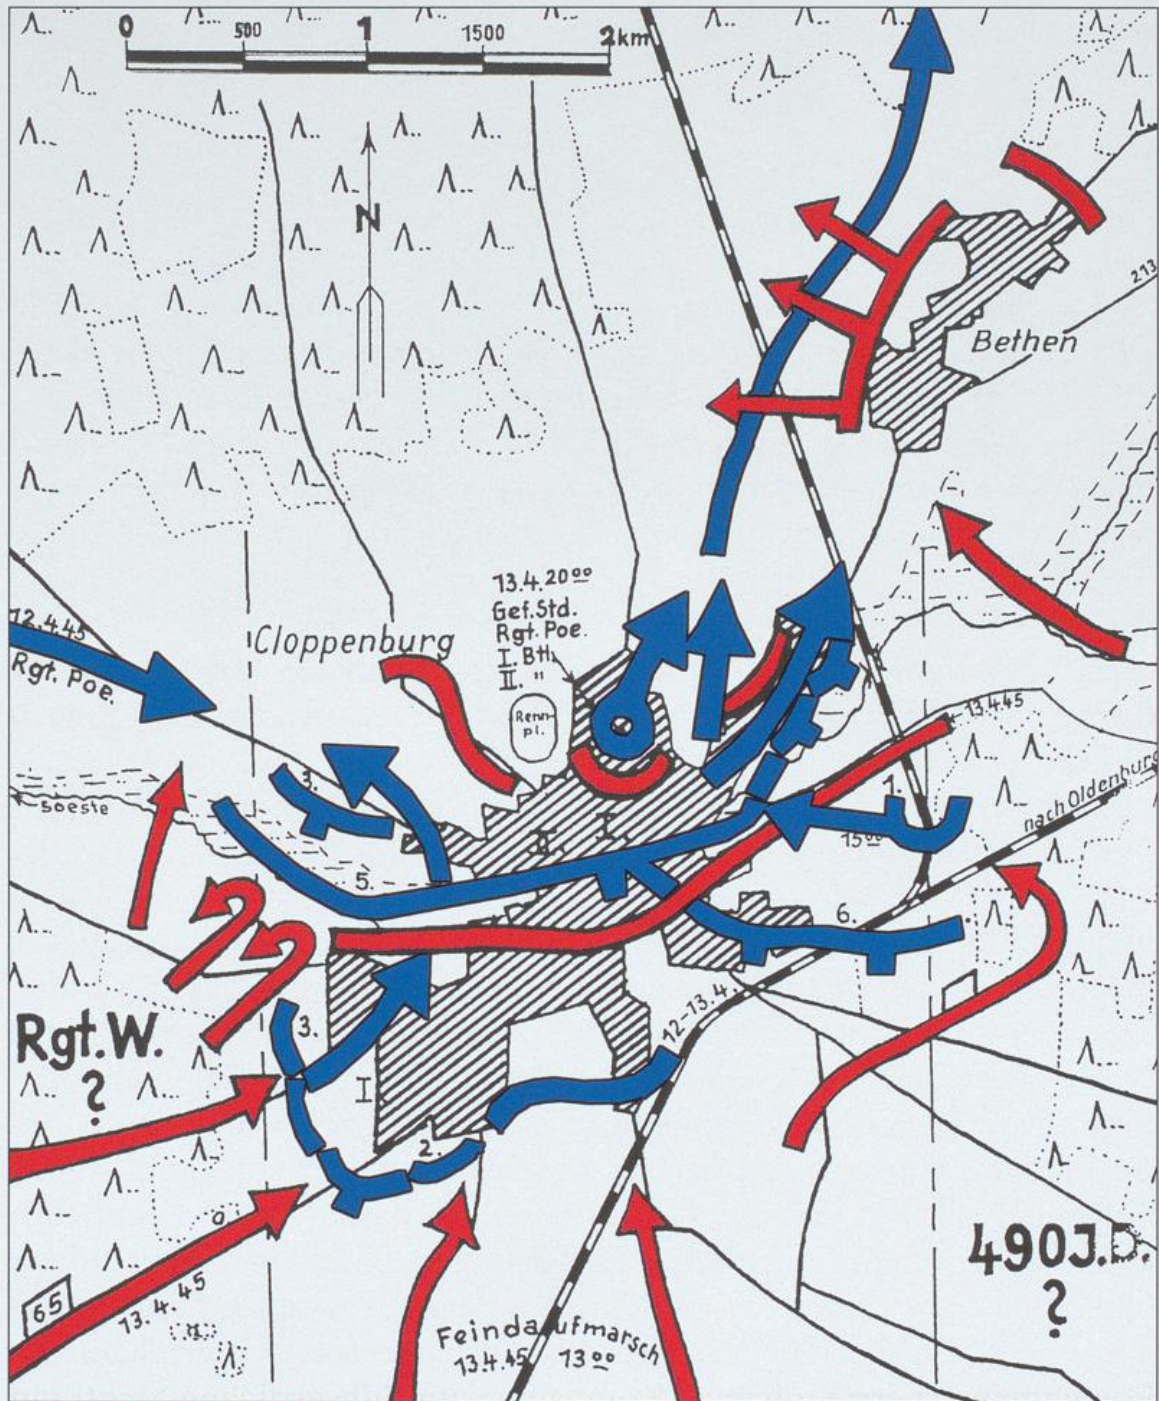 0 500 1 1500 2km
N
213
Bethen
13.4.20⁰⁰
Gef.Std.
Rgt. Poe.
I. Btl.
II. "
12.4.45
Rgt. Poe.
Cloppenburg
Renn-
pl.
13.4.45
3.
1.
15⁰⁰
nach Oldenburg
Soeste
5.
6.
Rgt.W.
?
3.
I
12-13.4.
2.
490J.D.
?
65
13.4.45
Feindaufmarsch
13.4.45 13⁰⁰